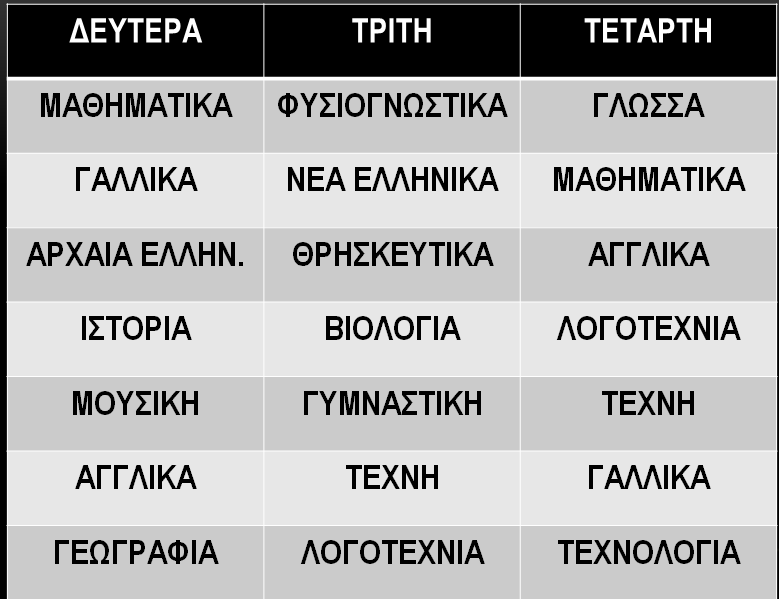 ΔΕΥΤΕΡΑ ΤΡΙΤΗ ΤΕΤΑΡΤΗ
ΜΑΘΗΜΑΤΙΚΑ ΦΥΣΙΟΓΝΩΣΤΙΚΑ ΓΛΩΣΣΑ
ΓΑΛΛΙΚΑ ΝΕΑ ΕΛΛΗΝΙΚΑ ΜΑΘΗΜΑΤΙΚΑ
ΑΡΧΑΙΑ ΕΛΛΗΝ. ΘΡΗΣΚΕΥΤΙΚΑ ΑΓΓΛΙΚΑ
ΙΣΤΟΡΙΑ ΒΙΟΛΟΓΙΑ ΛΟΓΟΤΕΧΝΙΑ
ΜΟΥΣΙΚΗ ΓΥΜΝΑΣΤΙΚΗ ΤΕΧΝΗ
ΑΓΓΛΙΚΑ ΤΕΧΝΗ ΓΑΛΛΙΚΑ
ΓΕΩΓΡΑΦΙΑ ΛΟΓΟΤΕΧΝΙΑ ΤΕΧΝΟΛΟΓΙΑ